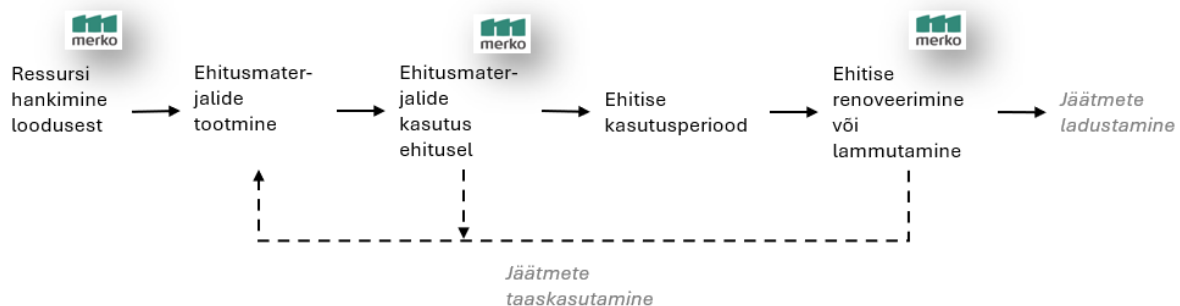 merko
Ressursi
hankimine
loodusest
Ehitusmater-
jalide
tootmine
merko
Ehitusmater-
jalide
kasutus
ehitusel
Ehitise
kasutusperiood
merko
Ehitise
renoveerimine
või
lammutamine
Jäätmete
ladustamine
Jäätmete
taaskasutamine